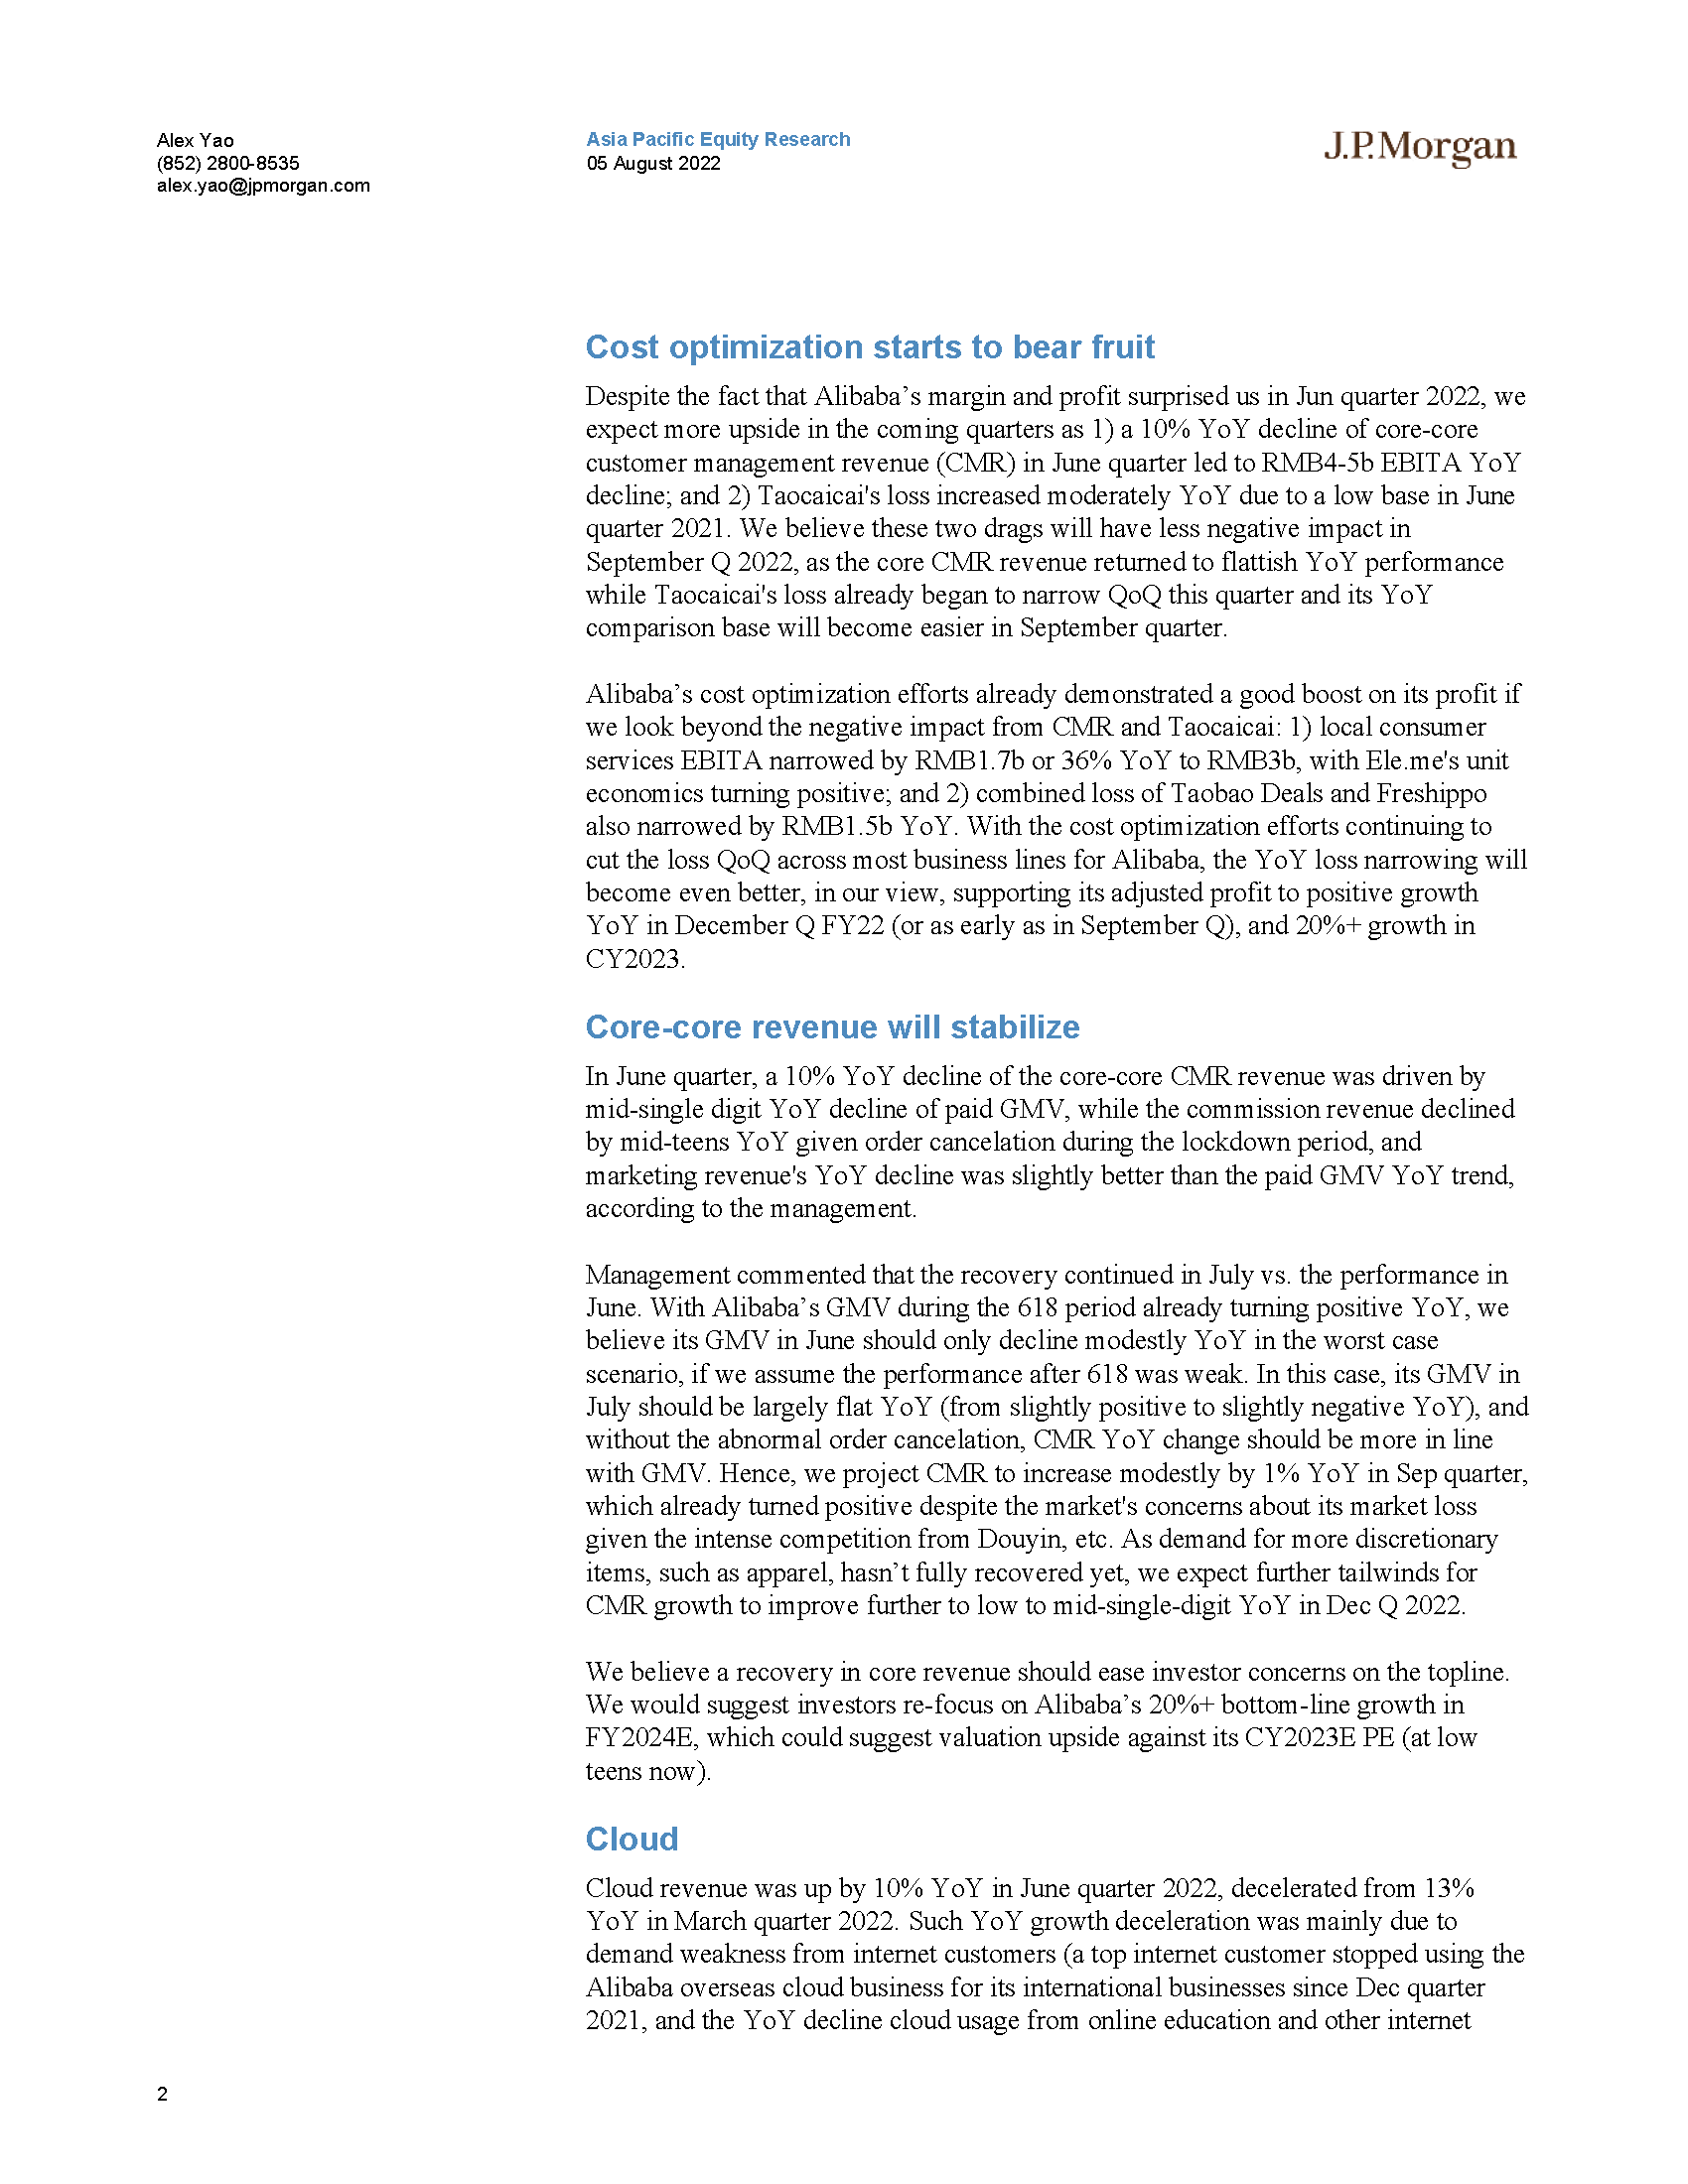 Alex Yao
(852) 2800-8535
alex.yao@jpmorgan.com
Asia Pacific Equity Research
05 August 2022
J.P.Morgan
Cost optimization starts to bear fruit
Despite the fact that Alibaba’s margin and profit surprised us in Jun quarter 2022, we
expect more upside in the coming quarters as 1) a 10% YoY decline of core-core
customer management revenue (CMR) in June quarter led to RMB4-5b EBITA YoY
decline; and 2) Taocaicai's loss increased moderately YoY due to a low base in June
quarter 2021. We believe these two drags will have less negative impact in
September Q 2022, as the core CMR revenue returned to flattish YoY performance
while Taocaicai's loss already began to narrow QoQ this quarter and its YoY
comparison base will become easier in September quarter.
Alibaba’s cost optimization efforts already demonstrated a good boost on its profit if
we look beyond the negative impact from CMR and Taocaicai: 1) local consumer
services EBITA narrowed by RMB1.7b or 36% YoY to RMB3b, with Ele.me's unit
economics turning positive; and 2) combined loss of Taobao Deals and Freshippo
also narrowed by RMB1.5b YoY. With the cost optimization efforts continuing to
cut the loss QoQ across most business lines for Alibaba, the YoY loss narrowing will
become even better, in our view, supporting its adjusted profit to positive growth
YoY in December Q FY22 (or as early as in September Q), and 20%+ growth in
CY2023.
Core-core revenue will stabilize
In June quarter, a 10% YoY decline of the core-core CMR revenue was driven by
mid-single digit YoY decline of paid GMV, while the commission revenue declined
by mid-teens YoY given order cancelation during the lockdown period, and
marketing revenue's YoY decline was slightly better than the paid GMV YoY trend,
according to the management.
Management commented that the recovery continued in July vs. the performance in
June. With Alibaba’s GMV during the 618 period already turning positive YoY, we
believe its GMV in June should only decline modestly YoY in the worst case
scenario, if we assume the performance after 618 was weak. In this case, its GMV in
July should be largely flat YoY (from slightly positive to slightly negative YoY), and
without the abnormal order cancelation, CMR YoY change should be more in line
with GMV. Hence, we project CMR to increase modestly by 1% YoY in Sep quarter,
which already turned positive despite the market's concerns about its market loss
given the intense competition from Douyin, etc. As demand for more discretionary
items, such as apparel, hasn’t fully recovered yet, we expect further tailwinds for
CMR growth to improve further to low to mid-single-digit YoY in Dec Q 2022.
We believe a recovery in core revenue should ease investor concerns on the topline.
We would suggest investors re-focus on Alibaba’s 20%+ bottom-line growth in
FY2024E, which could suggest valuation upside against its CY2023E PE (at low
teens now).
Cloud
Cloud revenue was up by 10% YoY in June quarter 2022, decelerated from 13%
YoY in March quarter 2022. Such YoY growth deceleration was mainly due to
demand weakness from internet customers (a top internet customer stopped using the
Alibaba overseas cloud business for its international businesses since Dec quarter
2021, and the YoY decline cloud usage from online education and other internet
2